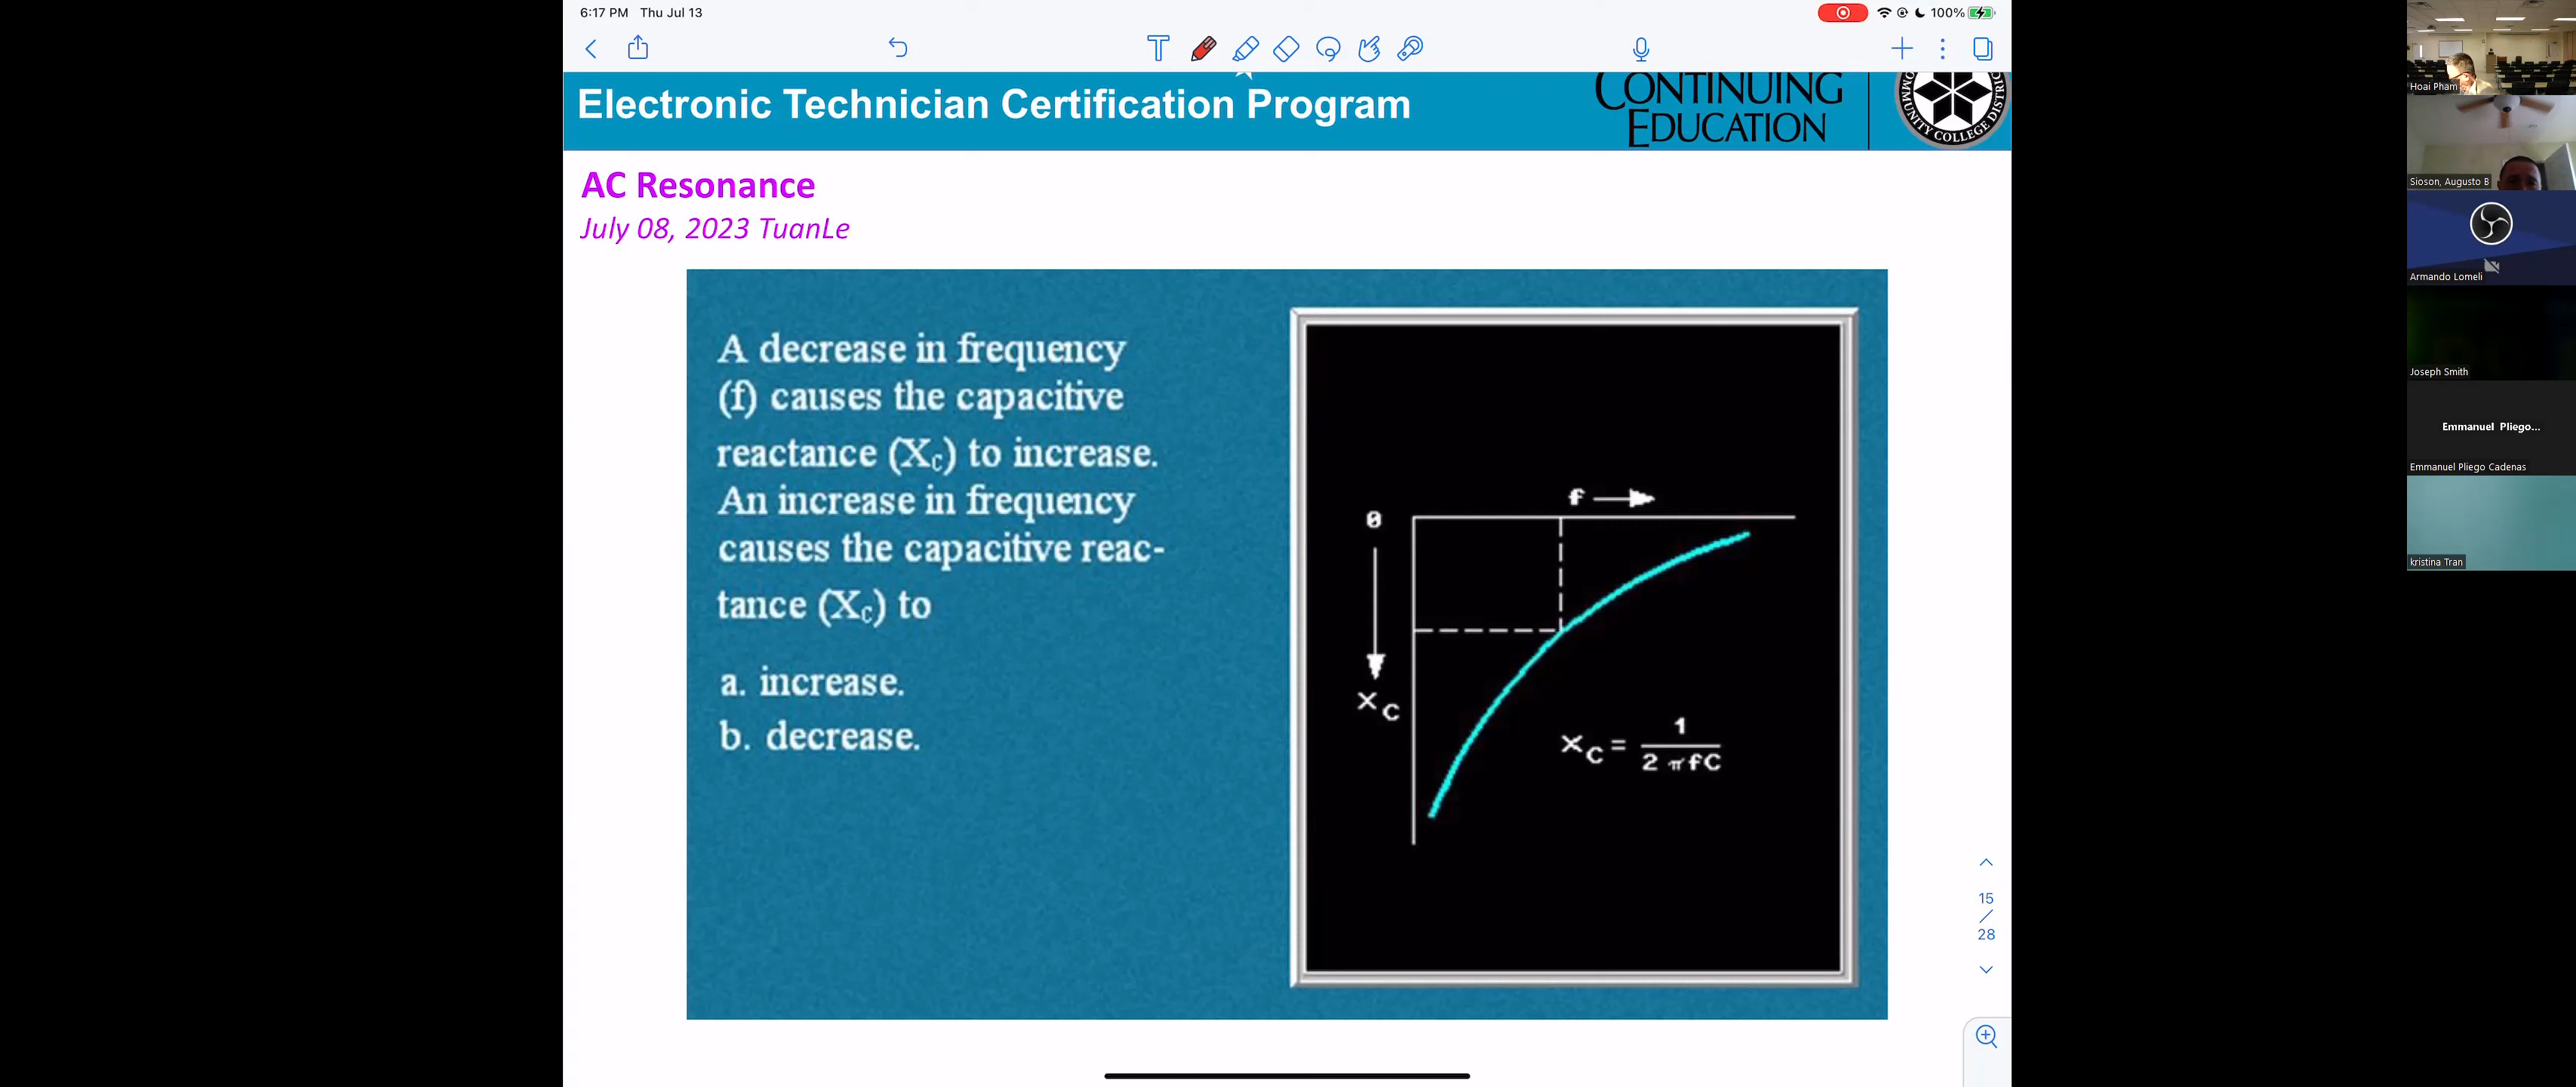 6:17 PM Thu Jul 13
100%
Electronic Technician Certification Program
CONTINUING
EDUCATION
COMMUNITY COLLEGE
AC Resonance
July 08, 2023 TuanLe
A decrease in frequency
(f) causes the capacitive
reactance (Xc) to increase.
An increase in frequency
causes the capacitive reac-
tance (Xc) to
a. increase.
b. decrease.
f
0
Xc
Xc = 1 / 2 π fC
15
/
28
Hoai Pham
Sioson, Augusto B
Armando Lomeli
Joseph Smith
Emmanuel Pliego...
Emmanuel Pliego Cadenas
kristina Tran